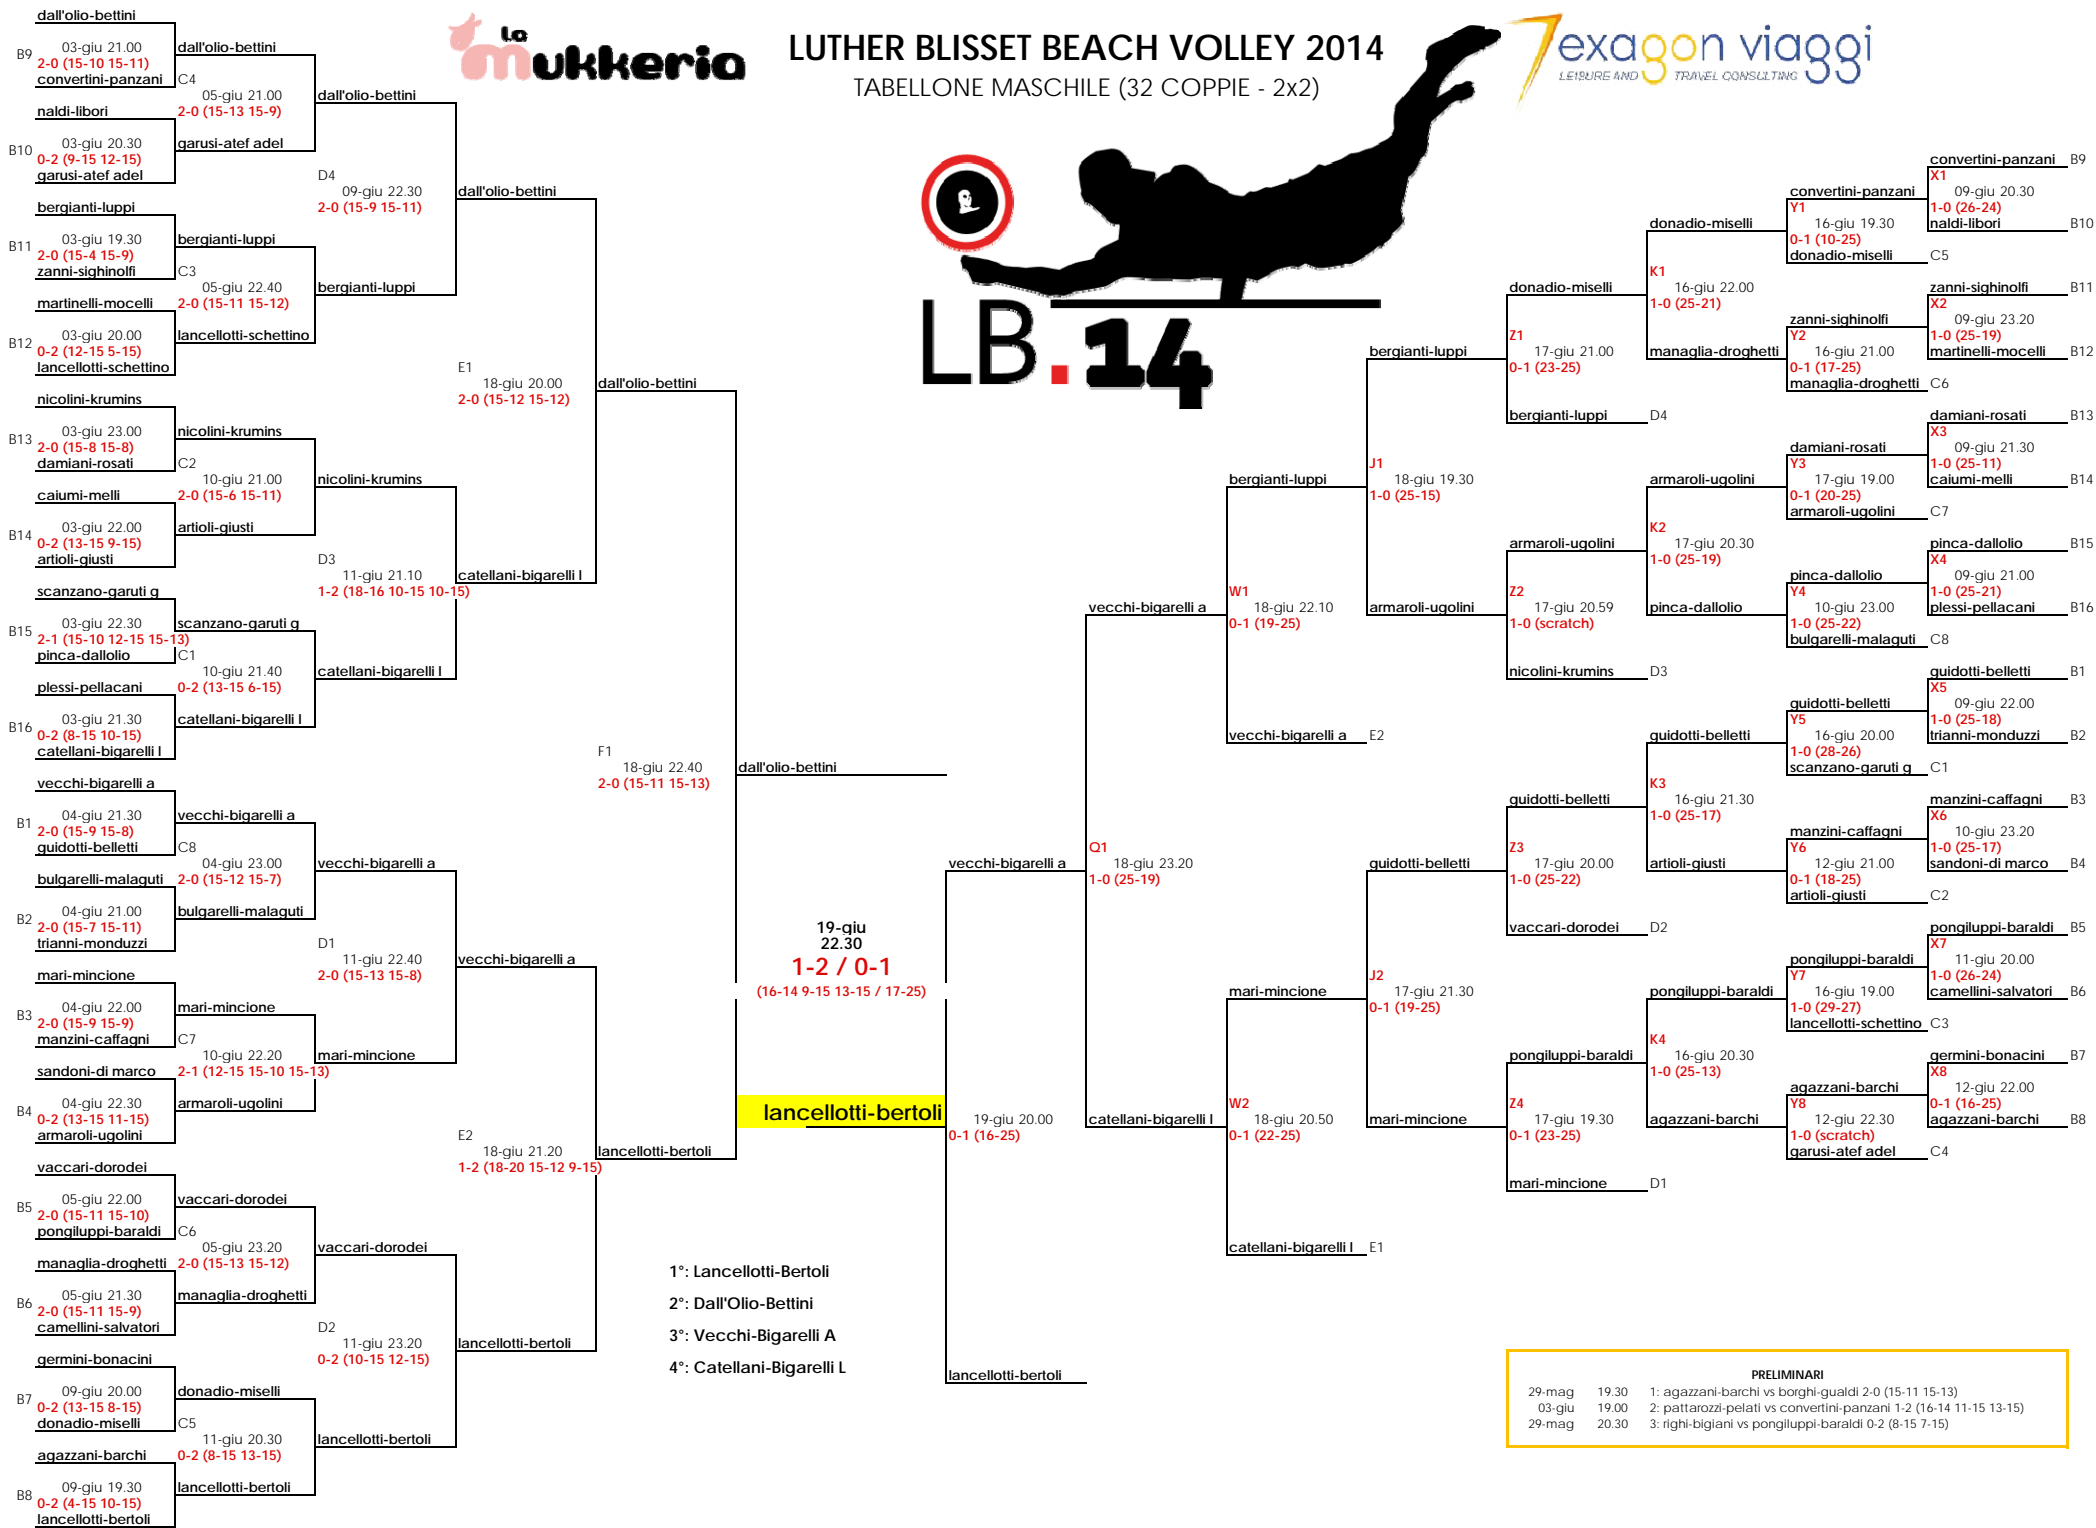 la
mukkeria
LUTHER BLISSET BEACH VOLLEY 2014
TABELLONE MASCHILE (32 COPPIE - 2x2)
7exagon viaggi
LEISURE AND TRAVEL CONSULTING
LB.14
dall'olio-bettini
B9
03-giu 21.00
2-0 (15-10 15-11)
convertini-panzani
naldi-libori
B10
03-giu 20.30
0-2 (9-15 12-15)
garusi-atef adel
bergianti-luppi
B11
03-giu 19.30
2-0 (15-4 15-9)
zanni-sighinolfi
martinelli-mocelli
B12
03-giu 20.00
0-2 (12-15 5-15)
lancellotti-schettino
nicolini-krumins
B13
03-giu 23.00
2-0 (15-8 15-8)
damiani-rosati
caiumi-melli
B14
03-giu 22.00
0-2 (13-15 9-15)
artioli-giusti
scanzano-garuti g
B15
03-giu 22.30
2-1 (15-10 12-15 15-13)
pinca-dallolio
plessi-pellacani
B16
03-giu 21.30
0-2 (8-15 10-15)
catellani-bigarelli l
vecchi-bigarelli a
B1
04-giu 21.30
2-0 (15-9 15-8)
guidotti-belletti
bulgarelli-malaguti
B2
04-giu 21.00
2-0 (15-7 15-11)
trianni-monduzzi
mari-mincione
B3
04-giu 22.00
2-0 (15-9 15-9)
manzini-caffagni
sandoni-di marco
B4
04-giu 22.30
0-2 (13-15 11-15)
armaroli-ugolini
vaccari-dorodei
B5
05-giu 22.00
2-0 (15-11 15-10)
pongiluppi-baraldi
managlia-droghetti
B6
05-giu 21.30
2-0 (15-11 15-9)
camellini-salvatori
germini-bonacini
B7
09-giu 20.00
0-2 (13-15 8-15)
donadio-miselli
agazzani-barchi
B8
09-giu 19.30
0-2 (4-15 10-15)
lancellotti-bertoli
dall'olio-bettini
C4
05-giu 21.00
2-0 (15-13 15-9)
garusi-atef adel
bergianti-luppi
C3
05-giu 22.40
2-0 (15-11 15-12)
lancellotti-schettino
nicolini-krumins
C2
10-giu 21.00
2-0 (15-6 15-11)
artioli-giusti
scanzano-garuti g
C1
10-giu 21.40
0-2 (13-15 6-15)
catellani-bigarelli l
vecchi-bigarelli a
C8
04-giu 23.00
2-0 (15-12 15-7)
bulgarelli-malaguti
mari-mincione
C7
10-giu 22.20
2-1 (12-15 15-10 15-13)
armaroli-ugolini
vaccari-dorodei
C6
05-giu 23.20
2-0 (15-13 15-12)
managlia-droghetti
donadio-miselli
C5
11-giu 20.30
0-2 (8-15 13-15)
lancellotti-bertoli
dall'olio-bettini
D4
09-giu 22.30
2-0 (15-9 15-11)
bergianti-luppi
nicolini-krumins
D3
11-giu 21.10
1-2 (18-16 10-15 10-15)
catellani-bigarelli l
vecchi-bigarelli a
D1
11-giu 22.40
2-0 (15-13 15-8)
mari-mincione
vaccari-dorodei
D2
11-giu 23.20
0-2 (10-15 12-15)
lancellotti-bertoli
dall'olio-bettini
E1
18-giu 20.00
2-0 (15-12 15-12)
catellani-bigarelli l
vecchi-bigarelli a
E2
18-giu 21.20
1-2 (18-20 15-12 9-15)
lancellotti-bertoli
dall'olio-bettini
F1
18-giu 22.40
2-0 (15-11 15-13)
lancellotti-bertoli
dall'olio-bettini
19-giu
22.30
1-2 / 0-1
(16-14 9-15 13-15 / 17-25)
lancellotti-bertoli
1°: Lancellotti-Bertoli
2°: Dall'Olio-Bettini
3°: Vecchi-Bigarelli A
4°: Catellani-Bigarelli L
vecchi-bigarelli a
19-giu 20.00
0-1 (16-25)
lancellotti-bertoli
vecchi-bigarelli a
Q1
18-giu 23.20
1-0 (25-19)
catellani-bigarelli l
bergianti-luppi
W1
18-giu 22.10
0-1 (19-25)
vecchi-bigarelli a E2
mari-mincione
W2
18-giu 20.50
0-1 (22-25)
catellani-bigarelli l E1
bergianti-luppi
J1
18-giu 19.30
1-0 (25-15)
armaroli-ugolini
guidotti-belletti
J2
17-giu 21.30
0-1 (19-25)
mari-mincione
donadio-miselli
Z1
17-giu 21.00
0-1 (23-25)
bergianti-luppi D4
armaroli-ugolini
Z2
17-giu 20.59
1-0 (scratch)
nicolini-krumins D3
guidotti-belletti
Z3
17-giu 20.00
1-0 (25-22)
vaccari-dorodei D2
pongiluppi-baraldi
Z4
17-giu 19.30
0-1 (23-25)
mari-mincione D1
donadio-miselli
K1
16-giu 22.00
1-0 (25-21)
managlia-droghetti
armaroli-ugolini
K2
17-giu 20.30
1-0 (25-19)
pinca-dallolio
guidotti-belletti
K3
16-giu 21.30
1-0 (25-17)
artioli-giusti
pongiluppi-baraldi
K4
16-giu 20.30
1-0 (25-13)
agazzani-barchi
convertini-panzani
Y1
16-giu 19.30
0-1 (10-25)
donadio-miselli C5
zanni-sighinolfi
Y2
16-giu 21.00
0-1 (17-25)
managlia-droghetti C6
damiani-rosati
Y3
17-giu 19.00
0-1 (20-25)
armaroli-ugolini C7
pinca-dallolio
Y4
10-giu 23.00
1-0 (25-22)
bulgarelli-malaguti C8
guidotti-belletti
Y5
16-giu 20.00
1-0 (28-26)
scanzano-garuti g C1
manzini-caffagni
Y6
12-giu 21.00
0-1 (18-25)
artioli-giusti C2
pongiluppi-baraldi
Y7
16-giu 19.00
1-0 (29-27)
lancellotti-schettino C3
agazzani-barchi
Y8
12-giu 22.30
1-0 (scratch)
garusi-atef adel C4
convertini-panzani B9
X1
09-giu 20.30
1-0 (26-24)
naldi-libori B10
zanni-sighinolfi B11
X2
09-giu 23.20
1-0 (25-19)
martinelli-mocelli B12
damiani-rosati B13
X3
09-giu 21.30
1-0 (25-11)
caiumi-melli B14
pinca-dallolio B15
X4
09-giu 21.00
1-0 (25-21)
plessi-pellacani B16
guidotti-belletti B1
X5
09-giu 22.00
1-0 (25-18)
trianni-monduzzi B2
manzini-caffagni B3
X6
10-giu 23.20
1-0 (25-17)
sandoni-di marco B4
pongiluppi-baraldi B5
X7
11-giu 20.00
1-0 (26-24)
camellini-salvatori B6
germini-bonacini B7
X8
12-giu 22.00
0-1 (16-25)
agazzani-barchi B8
PRELIMINARI
29-mag 19.30 1: agazzani-barchi vs borghi-gualdi 2-0 (15-11 15-13)
03-giu 19.00 2: pattarozzi-pelati vs convertini-panzani 1-2 (16-14 11-15 13-15)
29-mag 20.30 3: righi-bigiani vs pongiluppi-baraldi 0-2 (8-15 7-15)